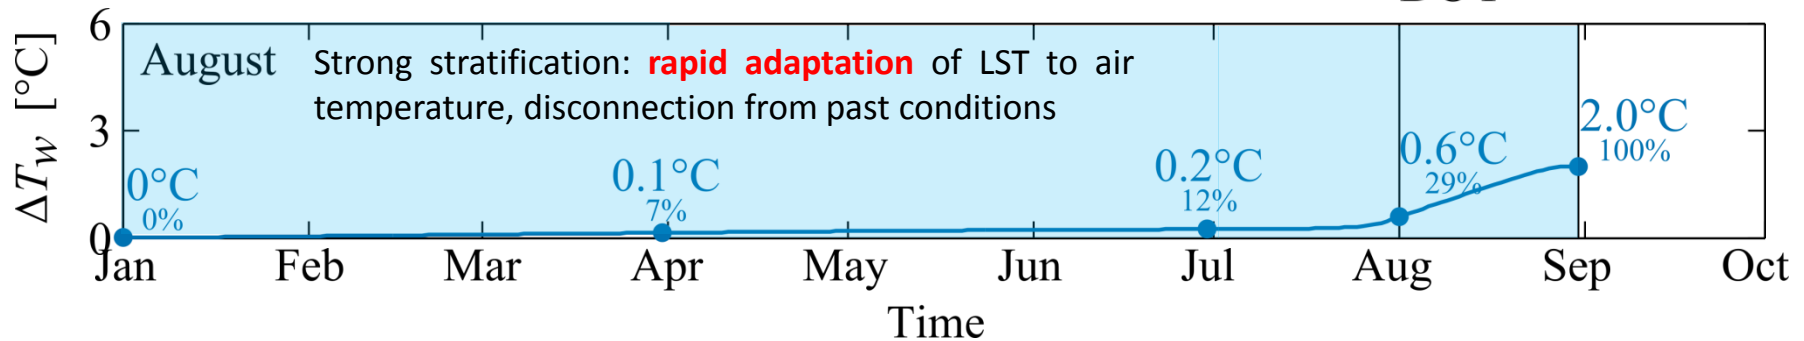 6
August
Strong stratification: rapid adaptation of LST to air
temperature, disconnection from past conditions
ΔT_w [°C]
3
0
0°C
0%
0.1°C
7%
0.2°C
12%
0.6°C
29%
2.0°C
100%
Jan Feb Mar Apr May Jun Jul Aug Sep Oct
Time